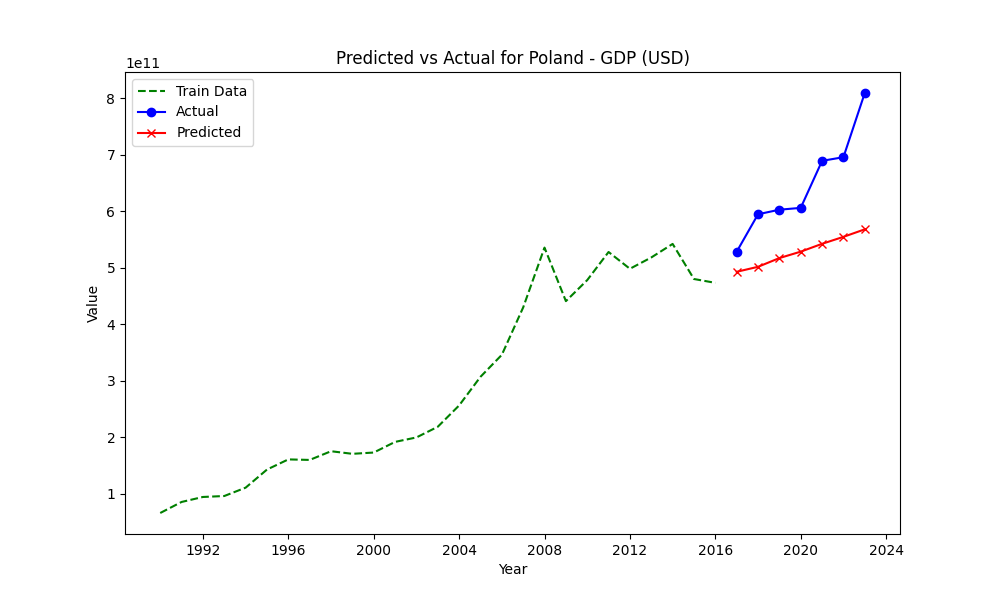 Predicted vs Actual for Poland - GDP (USD)
1e11
Train Data
Actual
Predicted
8
7
6
5
4
3
2
1
Value
1992 1996 2000 2004 2008 2012 2016 2020 2024
Year